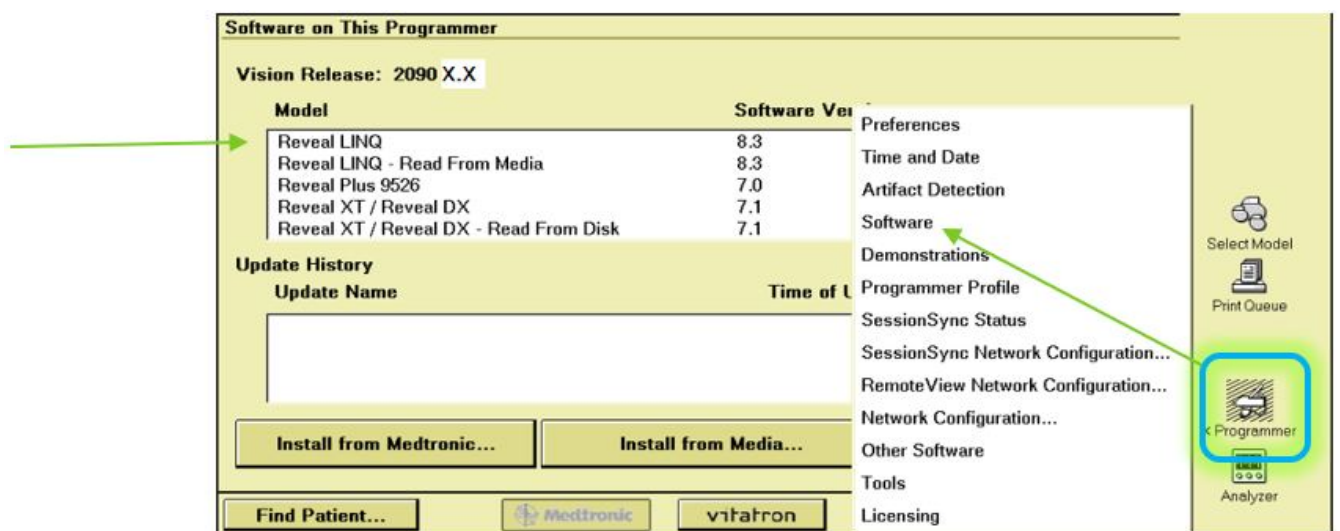 Software on This Programmer
Vision Release: 2090 X.X
Model Software Ver
Reveal LINQ 8.3
Reveal LINQ - Read From Media 8.3
Reveal Plus 9526 7.0
Reveal XT / Reveal DX 7.1
Reveal XT / Reveal DX - Read From Disk 7.1
Update History
Update Name Time of U
Install from Medtronic... Install from Media...
Find Patient... Medtronic vitatron
Preferences
Time and Date
Artifact Detection
Software
Demonstrations
Programmer Profile
SessionSync Status
SessionSync Network Configuration...
RemoteView Network Configuration...
Network Configuration...
Other Software
Tools
Licensing
Select Model
Print Queue
< Programmer
Analyzer